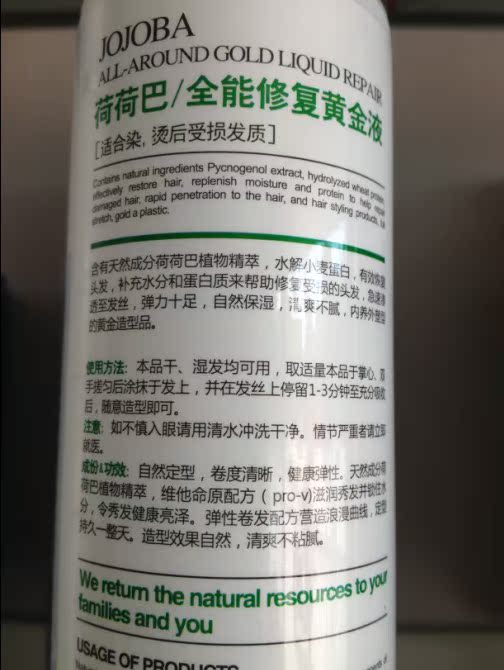 JOJOBA
ALL-AROUND GOLD LIQUID REPAIR
荷荷巴/全能修复黄金液
[适合染,烫后受损发质]
Contains natural ingredients Pycnogenol extract, hydrolyzed wheat protein,
effectively restore hair, replenish moisture and protein to help repair
damaged hair, rapid penetration to the hair, and hair styling products, full
stretch, gold a plastic.
含有天然成分荷荷巴植物精萃，水解小麦蛋白，有效恢复
头发，补充水分和蛋白质来帮助修复受损的头发，急速渗
透至发丝，弹力十足，自然保湿，清爽不腻，内养外塑型
的黄金造型品。
使用方法：本品干、湿发均可用，取适量本品于掌心、双
手搓匀后涂抹于发上，并在发丝上停留1-3分钟至充分吸收
后，随意造型即可。
注意：如不慎入眼请用清水冲洗干净。情节严重者请立即
就医。
成份&功效：自然定型，卷度清晰，健康弹性。天然成分荷
荷巴植物精萃，维他命原配方（pro-v)滋润秀发并锁住水
分，令秀发健康亮泽。弹性卷发配方营造浪漫曲线，定型
持久一整天。造型效果自然，清爽不粘腻。
We return the natural resources to your
families and you
USAGE OF PRODUCTS